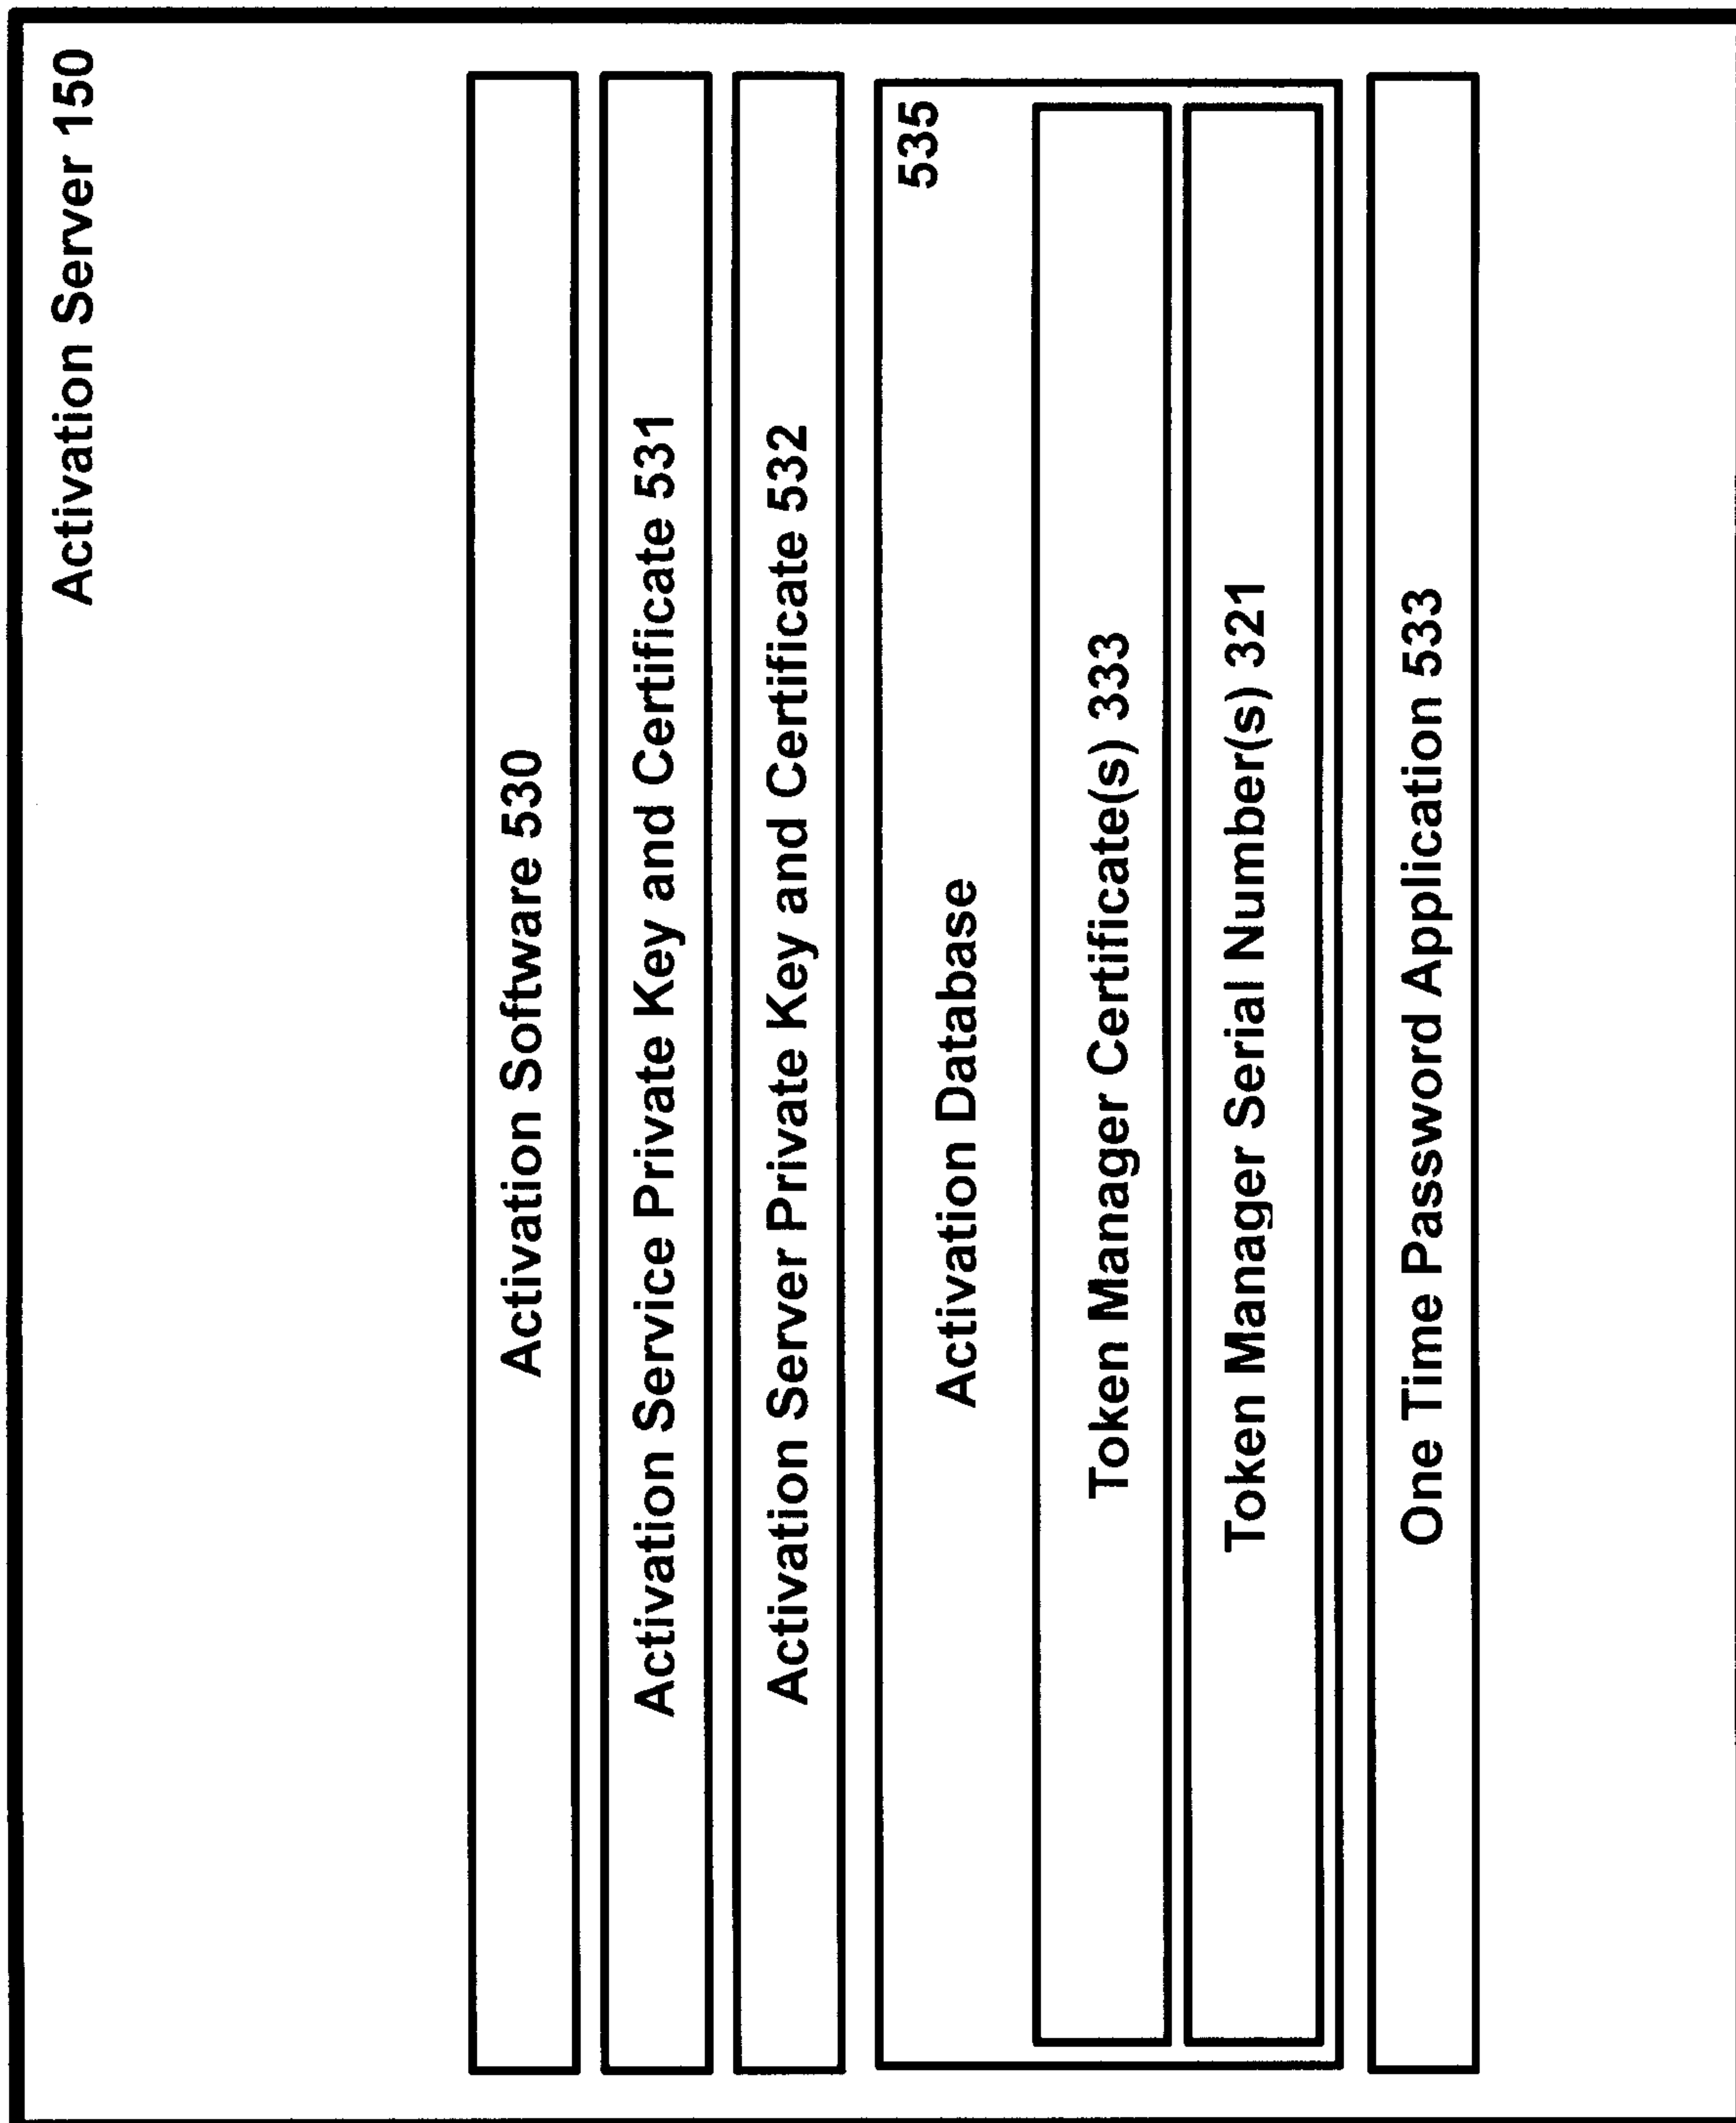 Activation Server 150
Activation Software 530
Activation Service Private Key and Certificate 531
Activation Server Private Key and Certificate 532
535
Activation Database
Token Manager Certificate(s) 333
Token Manager Serial Number(s) 321
One Time Password Application 533